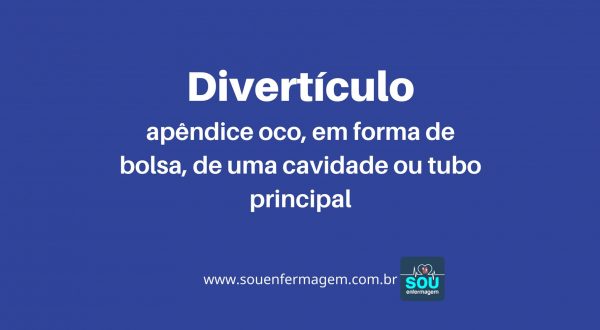 Divertículo
apêndice oco, em forma de
bolsa, de uma cavidade ou tubo
principal
www.souenfermagem.com.br
SOU
enfermagem